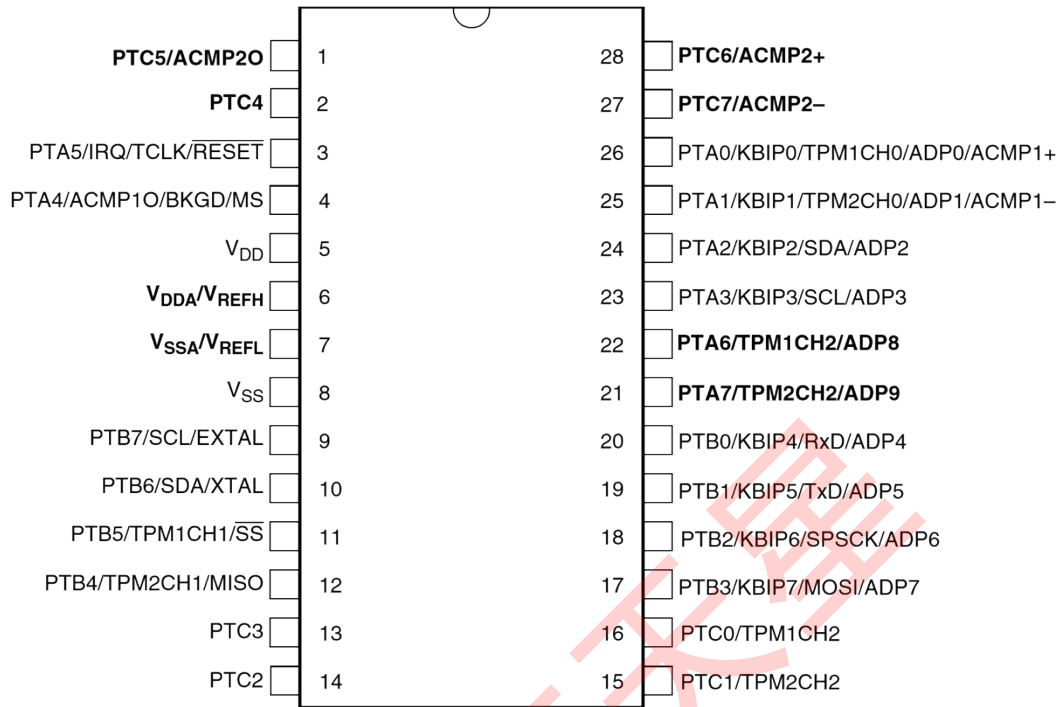 PTC5/ACMP2O 1 28 PTC6/ACMP2+
PTC4 2 27 PTC7/ACMP2–
PTA5/IRQ/TCLK/RESET 3 26 PTA0/KBIP0/TPM1CH0/ADP0/ACMP1+
PTA4/ACMP1O/BKGD/MS 4 25 PTA1/KBIP1/TPM2CH0/ADP1/ACMP1–
VDD 5 24 PTA2/KBIP2/SDA/ADP2
VDDA/VREFH 6 23 PTA3/KBIP3/SCL/ADP3
VSSA/VREFL 7 22 PTA6/TPM1CH2/ADP8
VSS 8 21 PTA7/TPM2CH2/ADP9
PTB7/SCL/EXTAL 9 20 PTB0/KBIP4/RxD/ADP4
PTB6/SDA/XTAL 10 19 PTB1/KBIP5/TxD/ADP5
PTB5/TPM1CH1/SS 11 18 PTB2/KBIP6/SPSCK/ADP6
PTB4/TPM2CH1/MISO 12 17 PTB3/KBIP7/MOSI/ADP7
PTC3 13 16 PTC0/TPM1CH2
PTC2 14 15 PTC1/TPM2CH2
天星